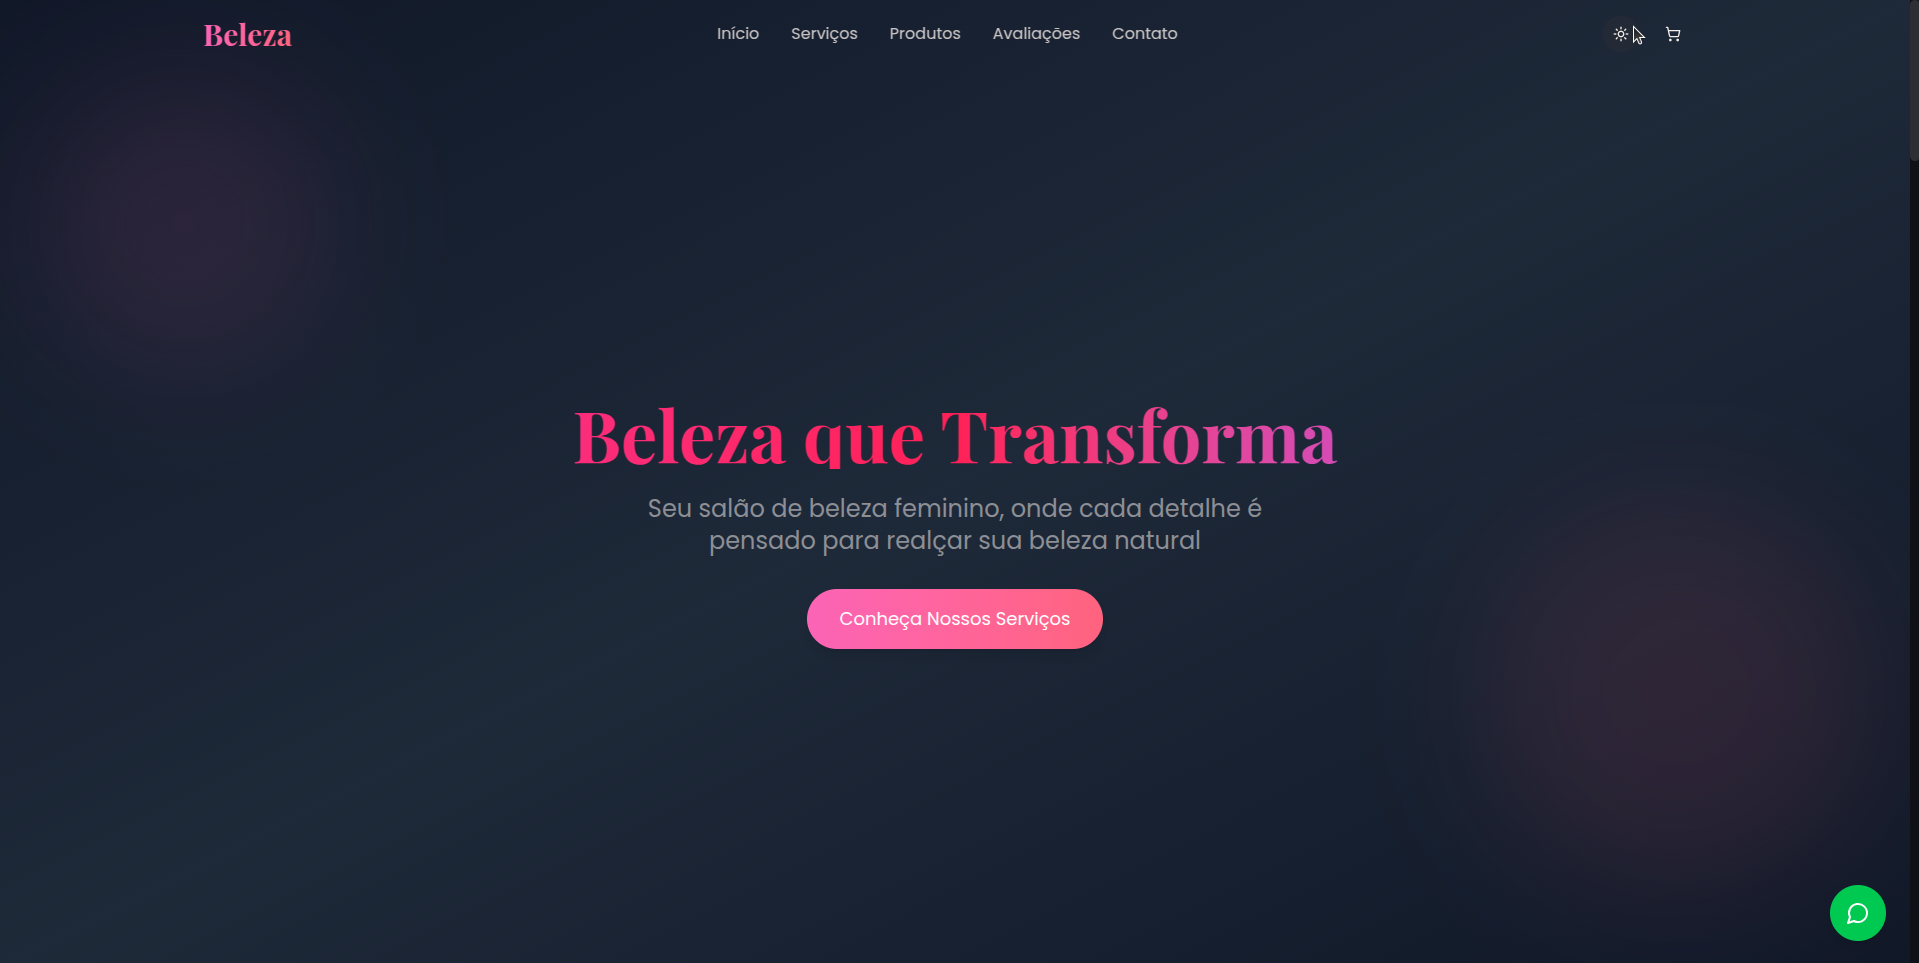 Beleza
Início
Serviços
Produtos
Avaliações
Contato
Beleza que Transforma
Seu salão de beleza feminino, onde cada detalhe é
pensado para realçar sua beleza natural
Conheça Nossos Serviços